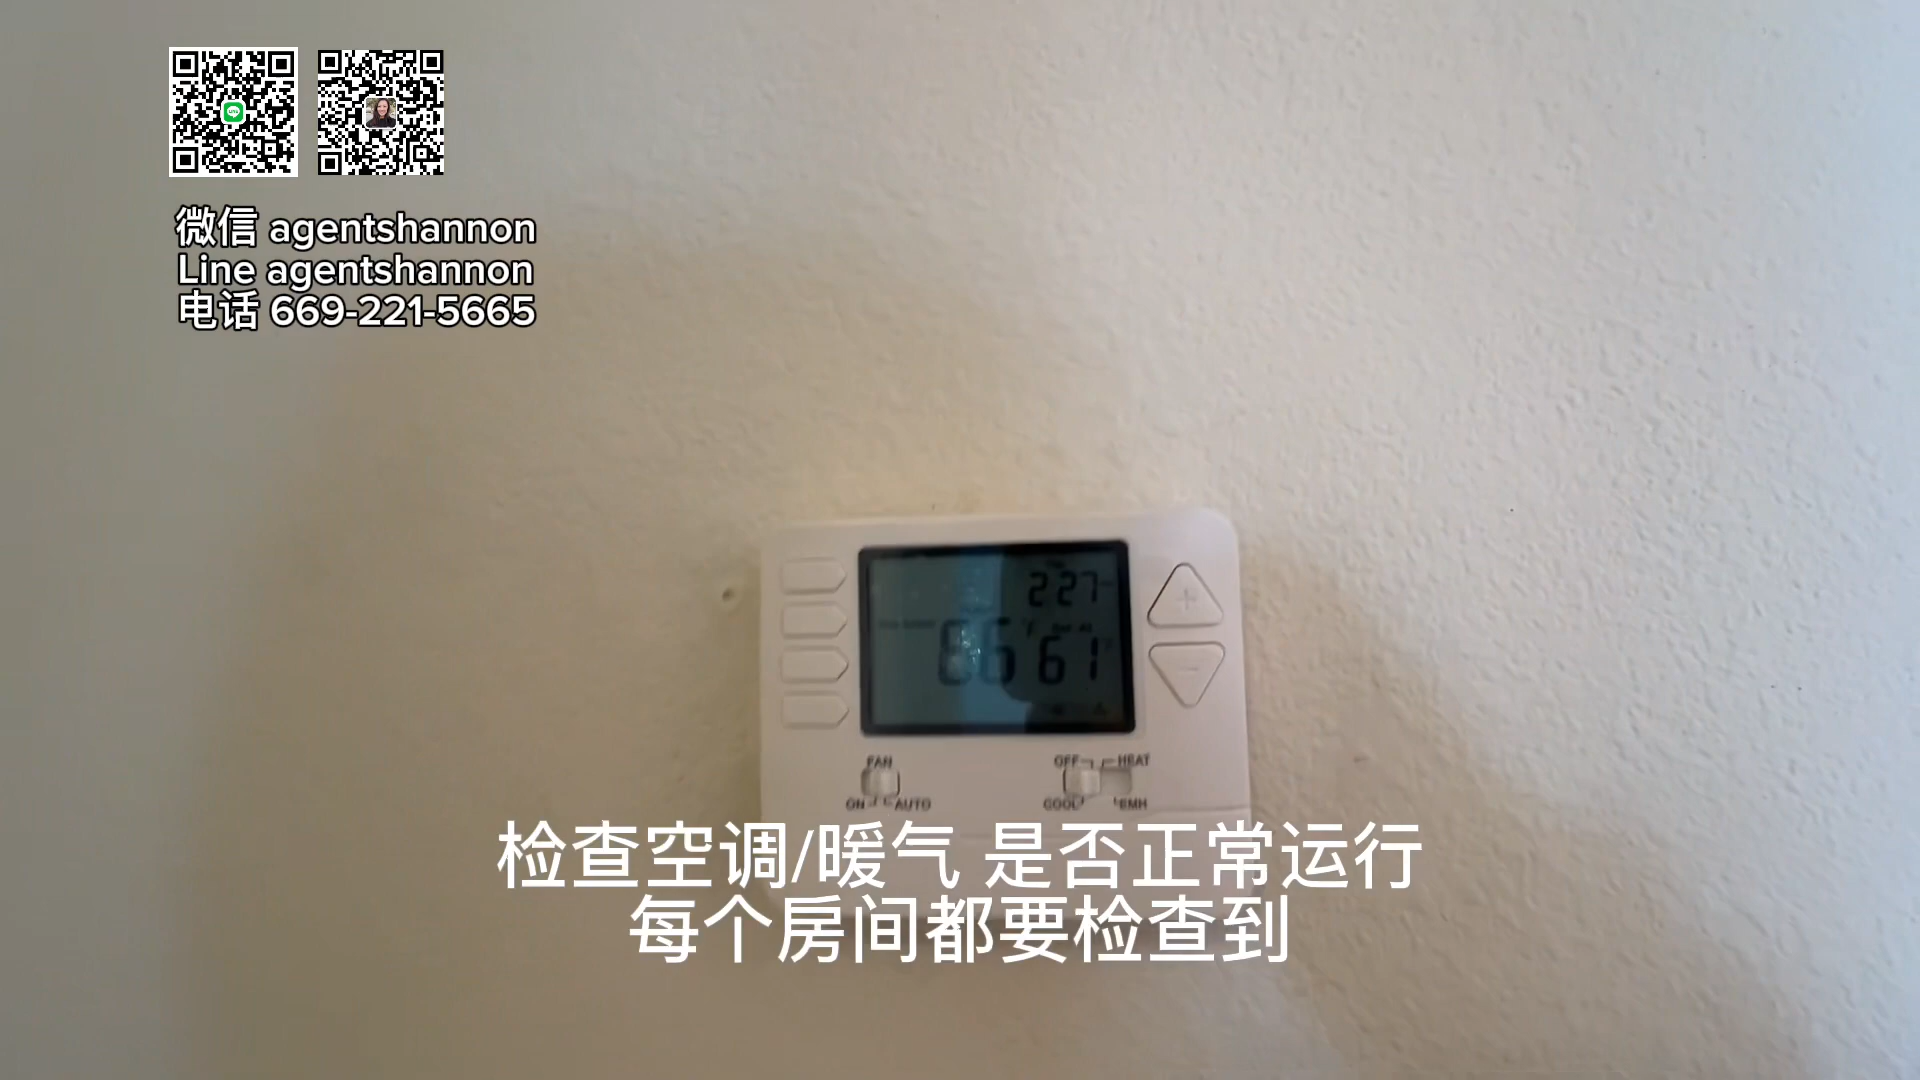 微信 agentshannon
Line agentshannon
电话 669-221-5665
2:27
61
FAN
ON
AUTO
OFF
HEAT
COOL
EMH
检查空调/暖气 是否正常运行
每个房间都要检查到